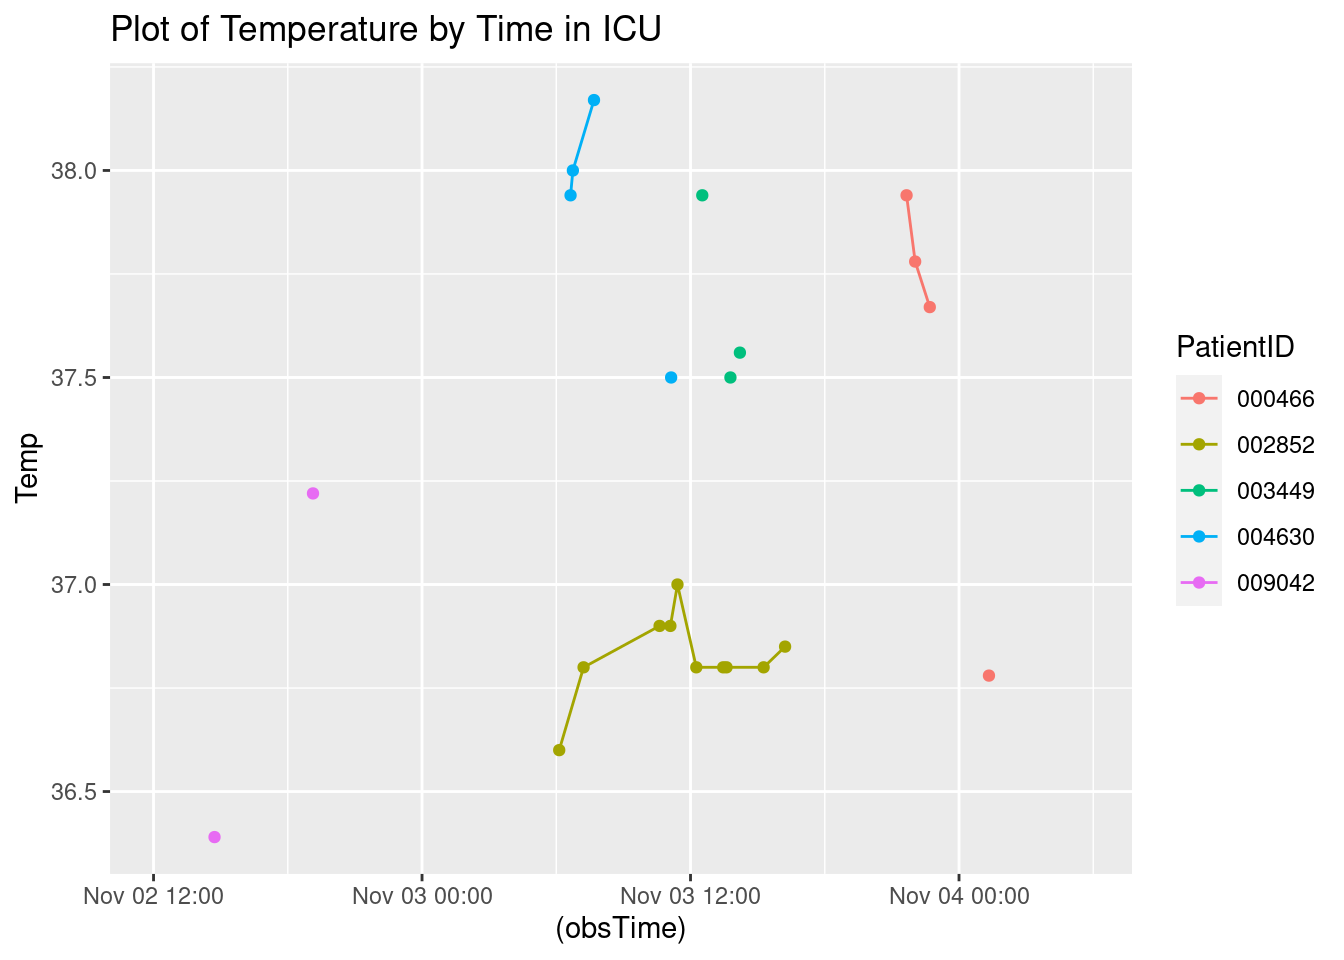 Plot of Temperature by Time in ICU
38.0
37.5
37.0
36.5
Temp
Nov 02 12:00 Nov 03 00:00 Nov 03 12:00 Nov 04 00:00
(obsTime)
PatientID
000466
002852
003449
004630
009042